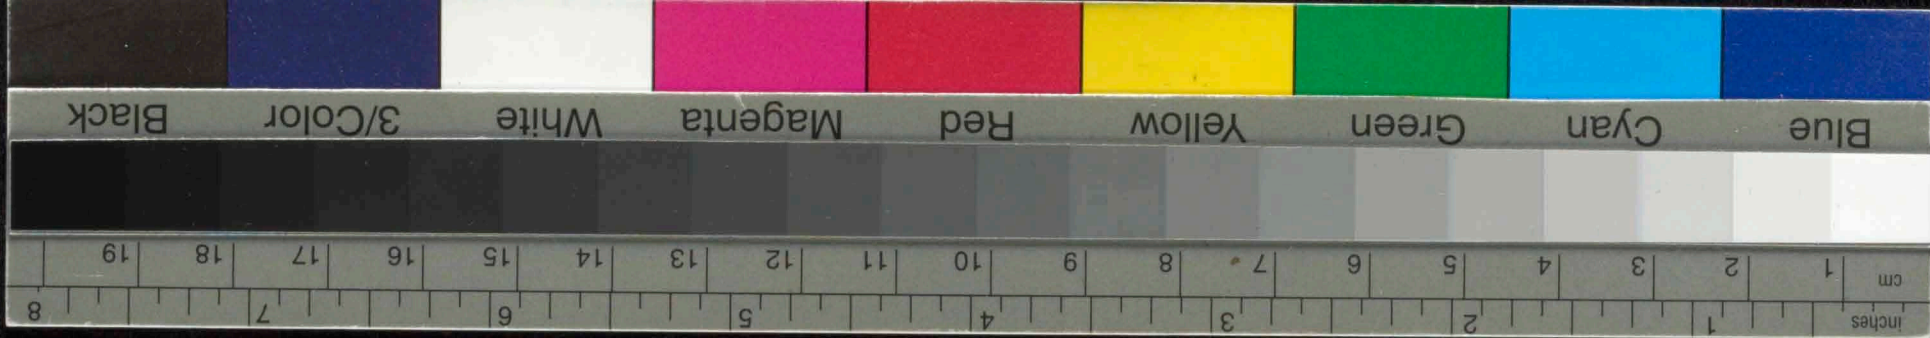 inches 1 2 3 4 5 6 7 8
cm 1 2 3 4 5 6 7 8 9 10 11 12 13 14 15 16 17 18 19
Blue Cyan Green Yellow Red Magenta White 3/Color Black